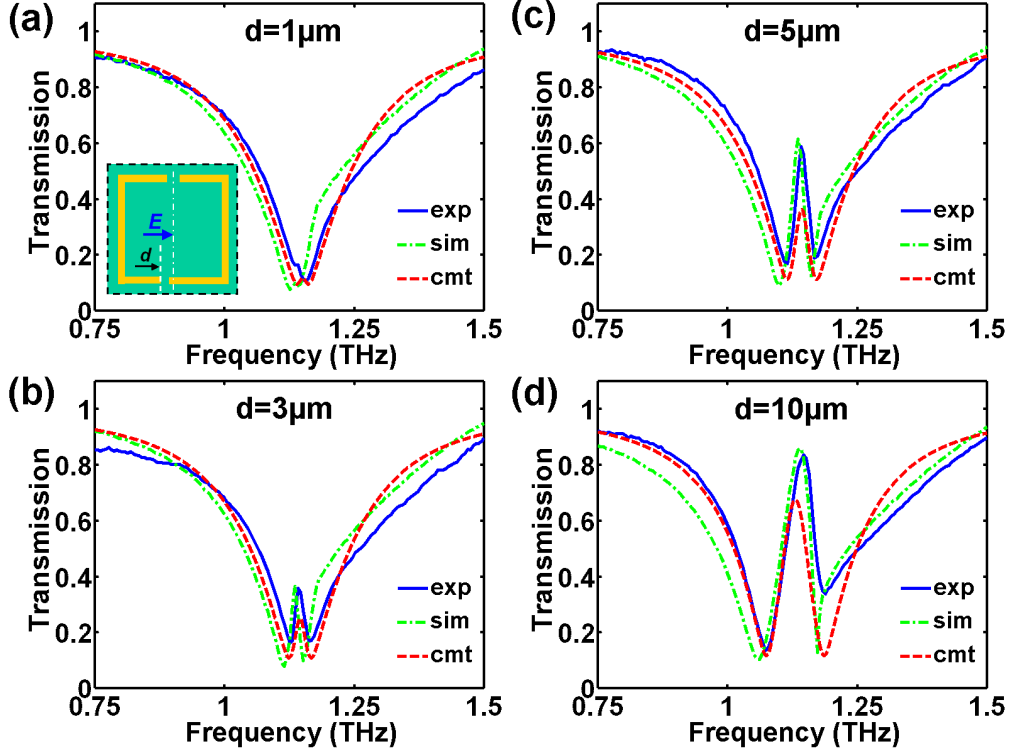 (a)
d=1μm
Transmission
1
0.8
0.6
0.4
0.2
0
E
d
exp
sim
cmt
0.75
1
1.25
1.5
Frequency (THz)
(c)
d=5μm
Transmission
1
0.8
0.6
0.4
0.2
0
exp
sim
cmt
0.75
1
1.25
1.5
Frequency (THz)
(b)
d=3μm
Transmission
1
0.8
0.6
0.4
0.2
0
exp
sim
cmt
0.75
1
1.25
1.5
Frequency (THz)
(d)
d=10μm
Transmission
1
0.8
0.6
0.4
0.2
0
exp
sim
cmt
0.75
1
1.25
1.5
Frequency (THz)